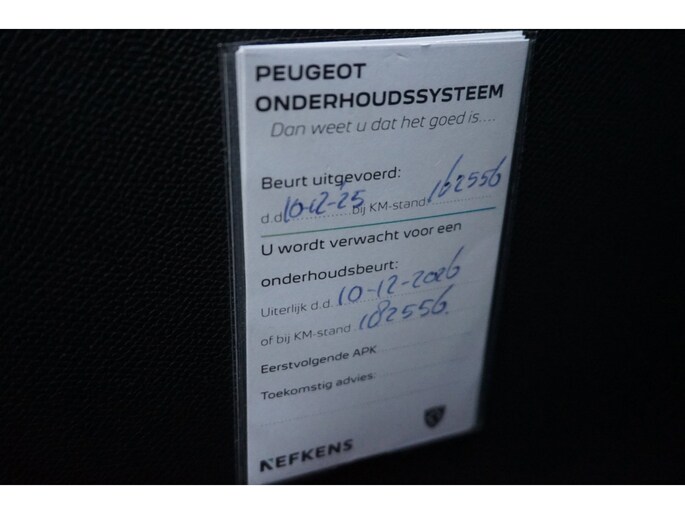 PEUGEOT
ONDERHOUDSSYSTEEM
Dan weet u dat het goed is....
Beurt uitgevoerd:
d.d. 10-12-25 bij KM-stand 162556
U wordt verwacht voor een
onderhoudsbeurt:
Uiterlijk d.d. 10-12-2026
of bij KM-stand 182556
Eerstvolgende APK
Toekomstig advies:
NEFKENS